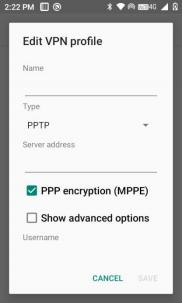 2:22 PM 4G
Edit VPN profile
Name
Type
PPTP
Server address
PPP encryption (MPPE)
Show advanced options
Username
CANCEL SAVE